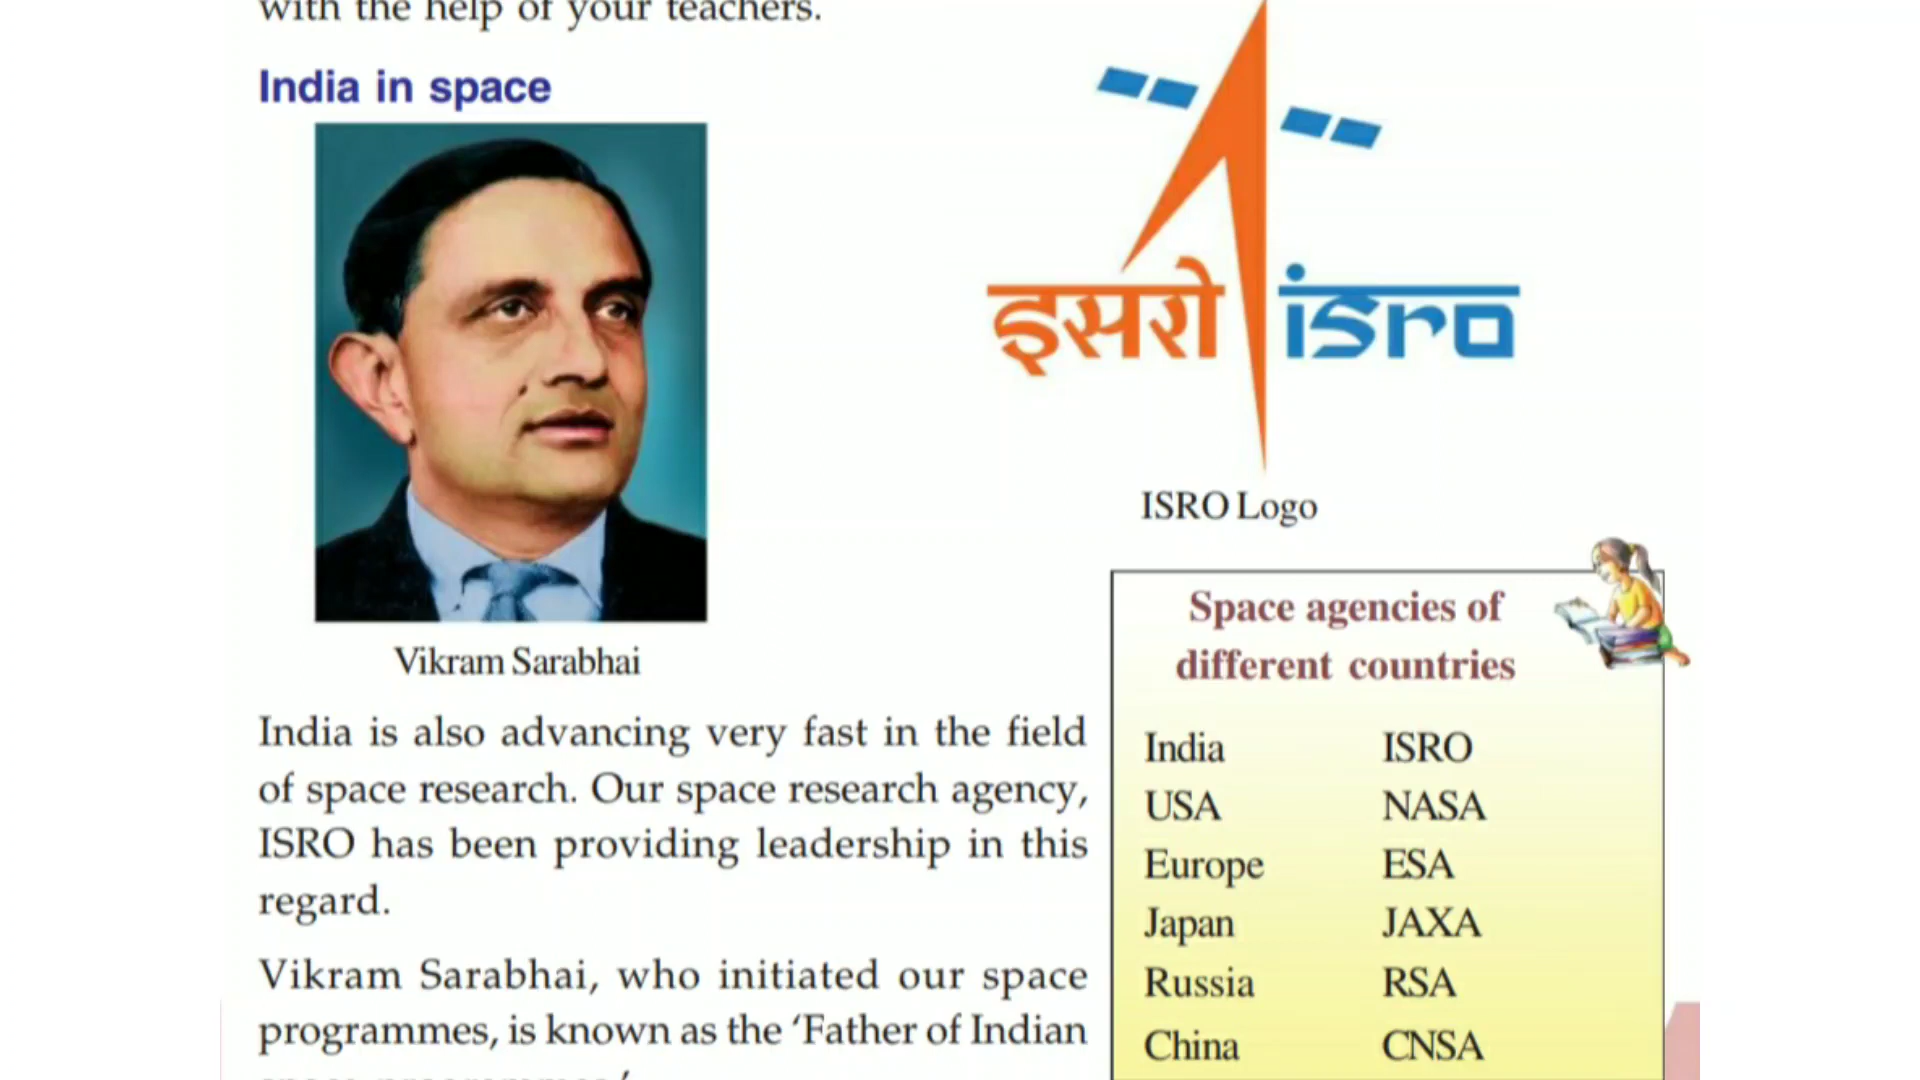 with the help of your teachers.
India in space
Vikram Sarabhai
India is also advancing very fast in the field
of space research. Our space research agency,
ISRO has been providing leadership in this
regard.
Vikram Sarabhai, who initiated our space
programmes, is known as the ‘Father of Indian
इसरो isro
ISRO Logo
Space agencies of
different countries
India ISRO
USA NASA
Europe ESA
Japan JAXA
Russia RSA
China CNSA